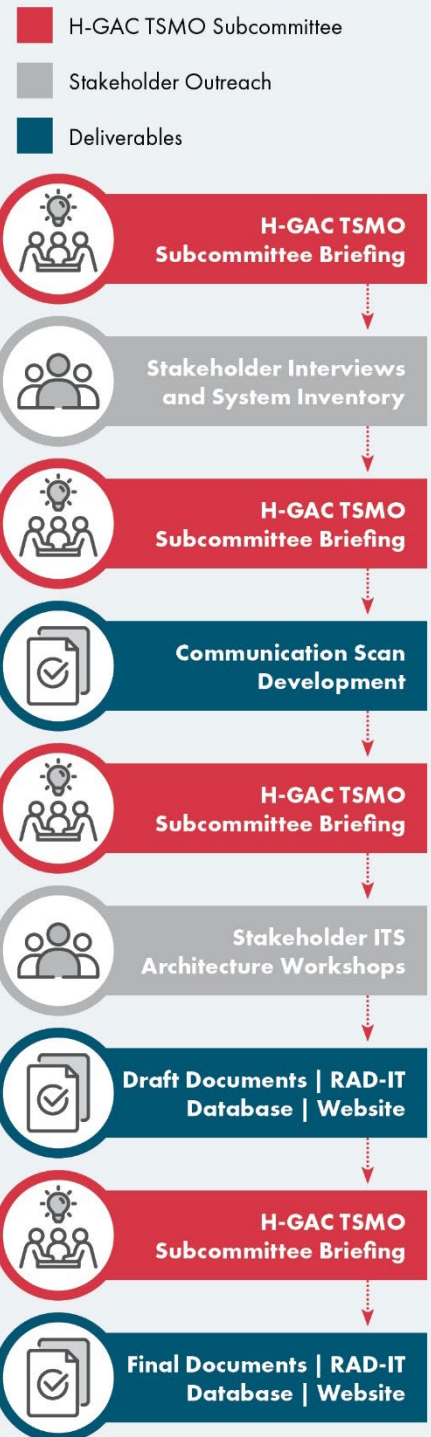 H-GAC TSMO Subcommittee
Stakeholder Outreach
Deliverables
H-GAC TSMO
Subcommittee Briefing
Stakeholder Interviews
and System Inventory
H-GAC TSMO
Subcommittee Briefing
Communication Scan
Development
H-GAC TSMO
Subcommittee Briefing
Stakeholder ITS
Architecture Workshops
Draft Documents | RAD-IT
Database | Website
H-GAC TSMO
Subcommittee Briefing
Final Documents | RAD-IT
Database | Website